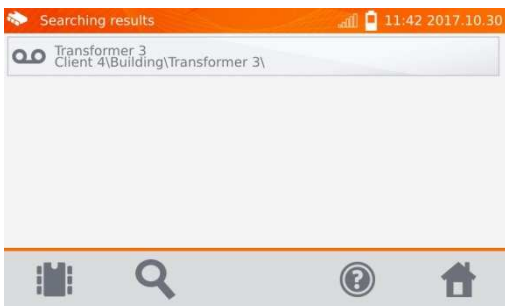 Searching results
11:42 2017.10.30
Transformer 3
Client 4\Building\Transformer 3\
?